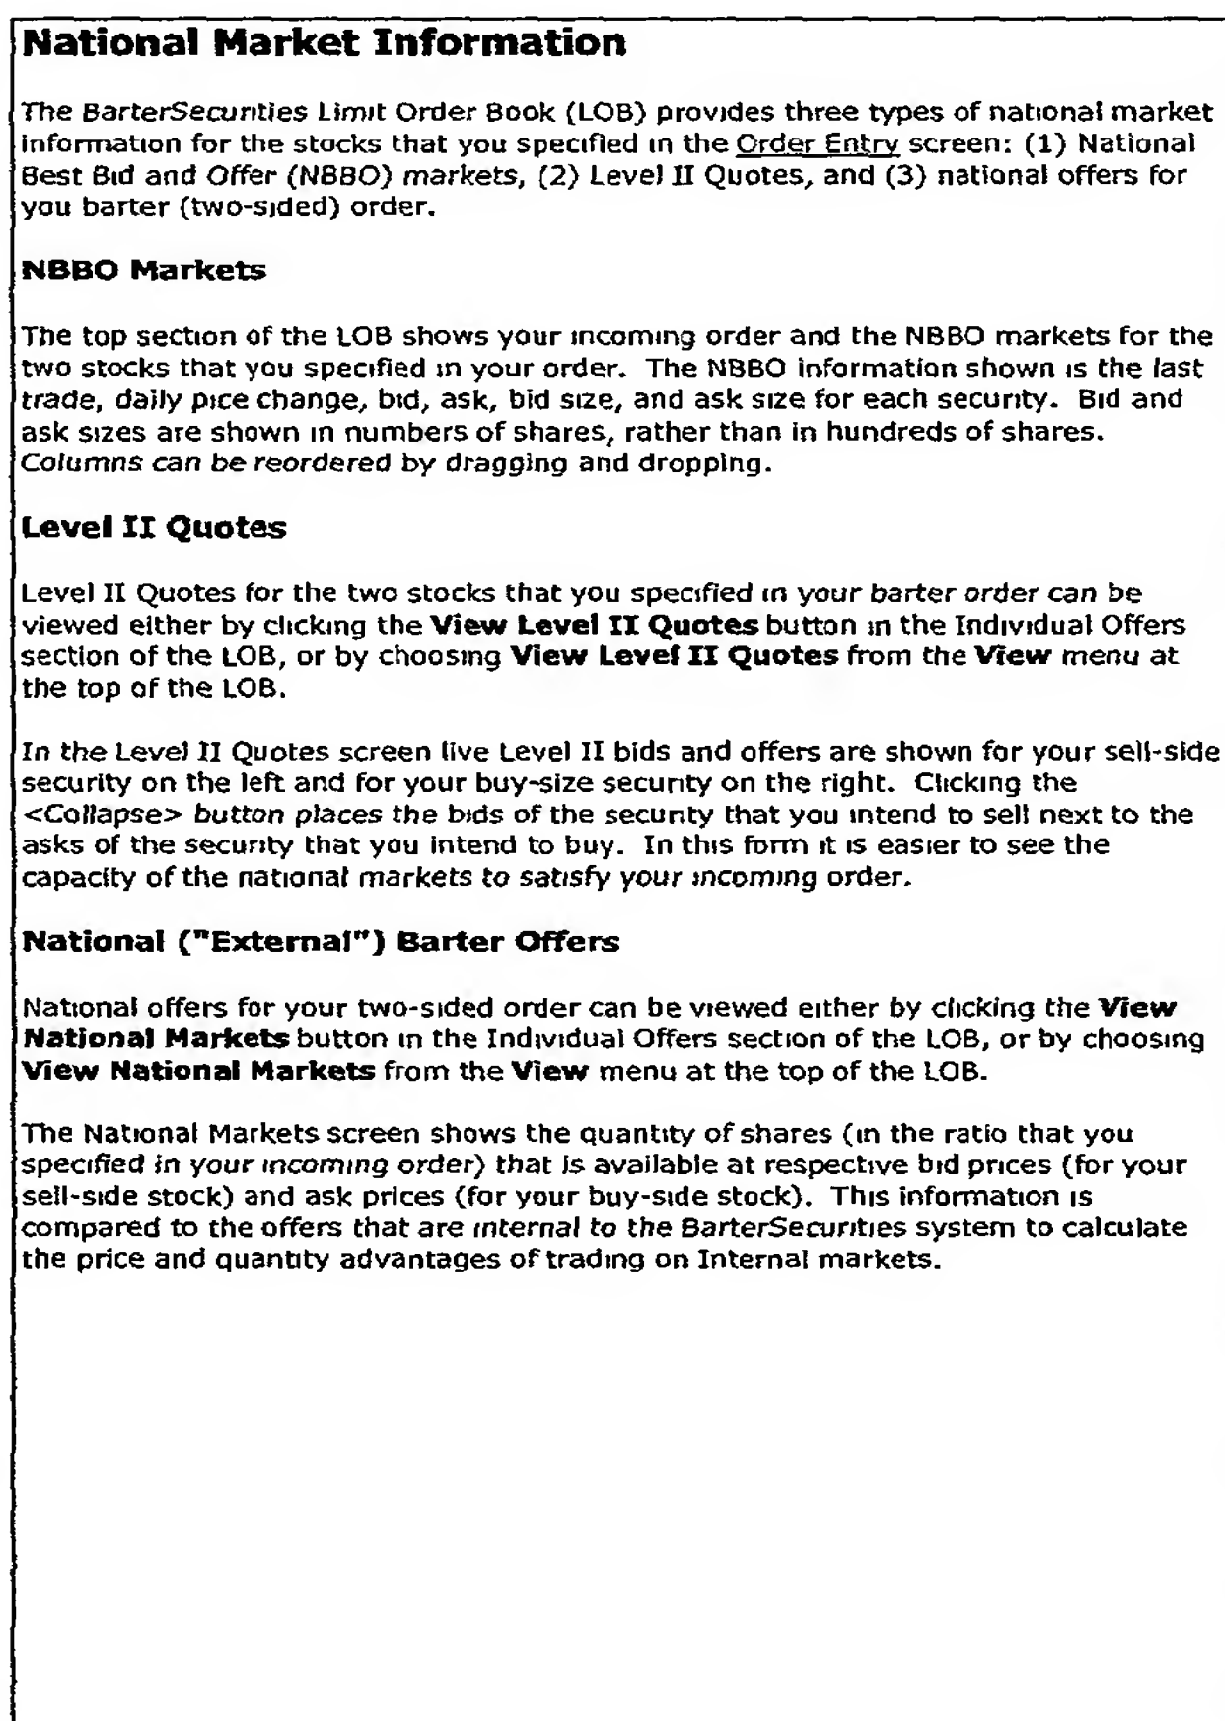 National Market Information
The BarterSecurities Limit Order Book (LOB) provides three types of national market
information for the stocks that you specified in the Order Entry screen: (1) National
Best Bid and Offer (NBBO) markets, (2) Level II Quotes, and (3) national offers for
you barter (two-sided) order.
NBBO Markets
The top section of the LOB shows your incoming order and the NBBO markets for the
two stocks that you specified in your order. The NBBO information shown is the last
trade, daily price change, bid, ask, bid size, and ask size for each security. Bid and
ask sizes are shown in numbers of shares, rather than in hundreds of shares.
Columns can be reordered by dragging and dropping.
Level II Quotes
Level II Quotes for the two stocks that you specified in your barter order can be
viewed either by clicking the View Level II Quotes button in the Individual Offers
section of the LOB, or by choosing View Level II Quotes from the View menu at
the top of the LOB.
In the Level II Quotes screen live Level II bids and offers are shown for your sell-side
security on the left and for your buy-size security on the right. Clicking the
<Collapse> button places the bids of the security that you intend to sell next to the
asks of the security that you intend to buy. In this form it is easier to see the
capacity of the national markets to satisfy your incoming order.
National ("External") Barter Offers
National offers for your two-sided order can be viewed either by clicking the View
National Markets button in the Individual Offers section of the LOB, or by choosing
View National Markets from the View menu at the top of the LOB.
The National Markets screen shows the quantity of shares (in the ratio that you
specified in your incoming order) that is available at respective bid prices (for your
sell-side stock) and ask prices (for your buy-side stock). This information is
compared to the offers that are internal to the BarterSecurities system to calculate
the price and quantity advantages of trading on Internal markets.